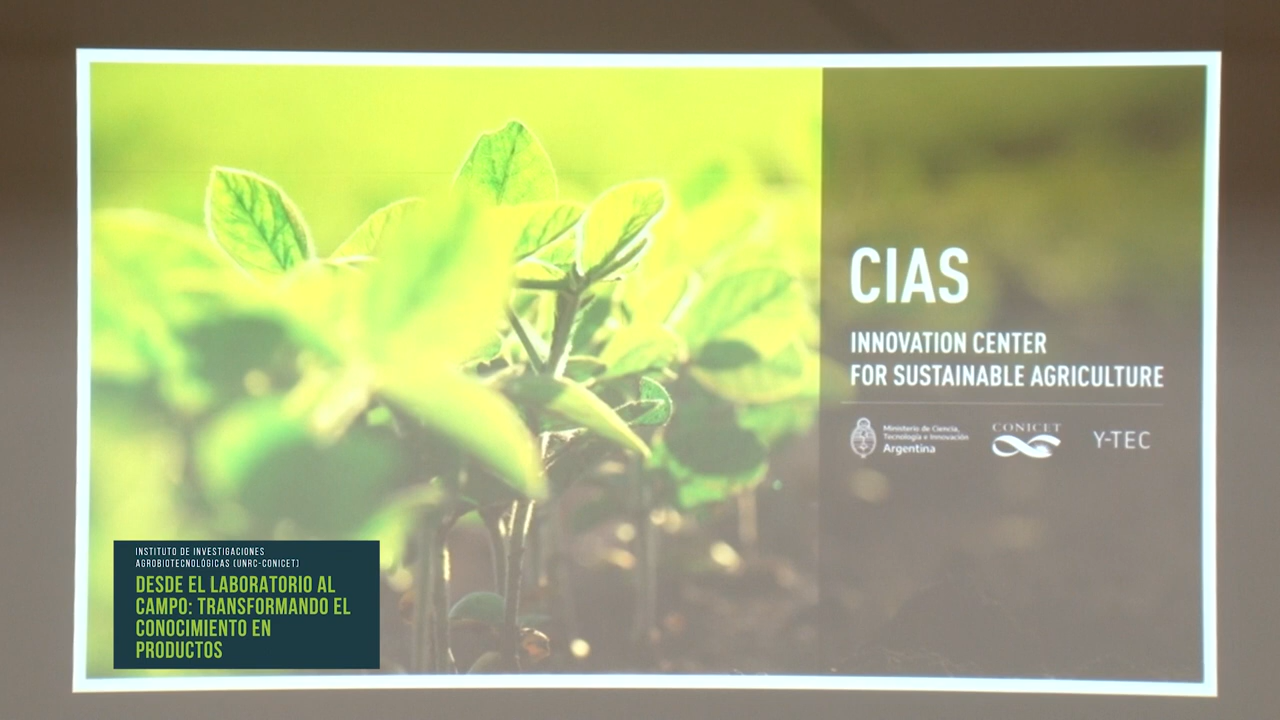 CIAS
INNOVATION CENTER
FOR SUSTAINABLE AGRICULTURE
Ministerio de Ciencia,
Tecnología e Innovación
Argentina
CONICET
Y-TEC
INSTITUTO DE INVESTIGACIONES
AGROBIOTECNOLÓGICAS (UNRC-CONICET)
DESDE EL LABORATORIO AL
CAMPO: TRANSFORMANDO EL
CONOCIMIENTO EN
PRODUCTOS